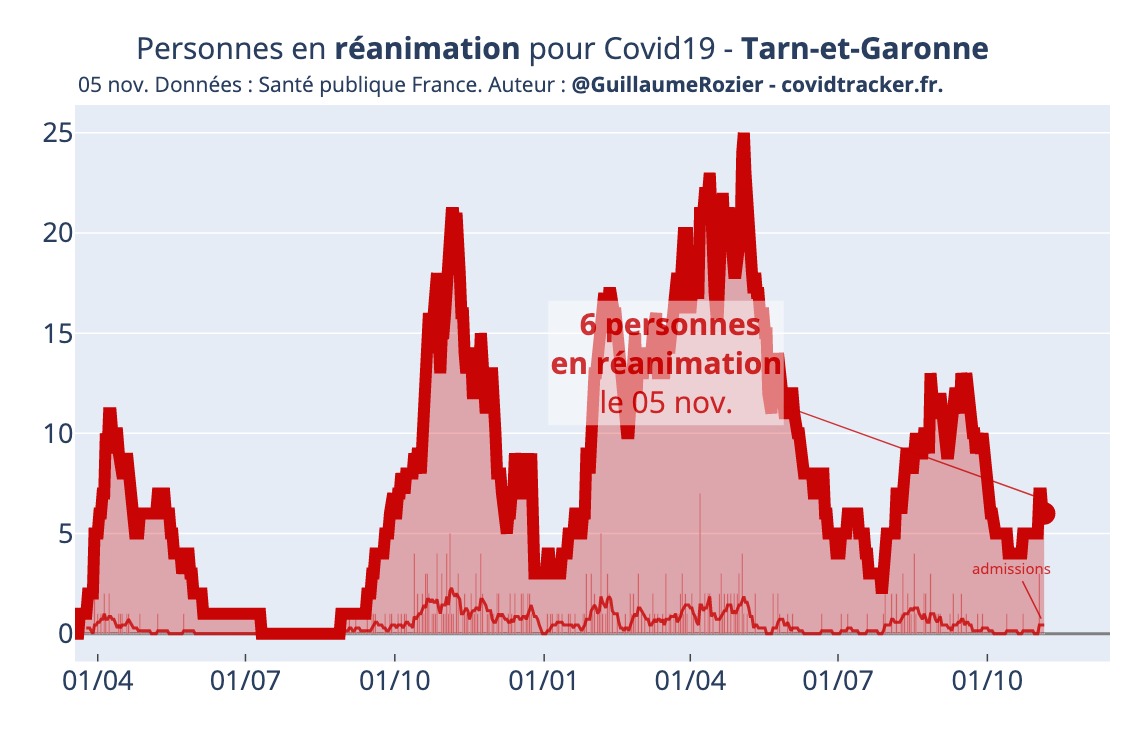 Personnes en réanimation pour Covid19 - Tarn-et-Garonne
05 nov. Données : Santé publique France. Auteur : @GuillaumeRozier - covidtracker.fr.
25
20
15
10
5
0
6 personnes
en réanimation
le 05 nov.
admissions
01/04
01/07
01/10
01/01
01/04
01/07
01/10